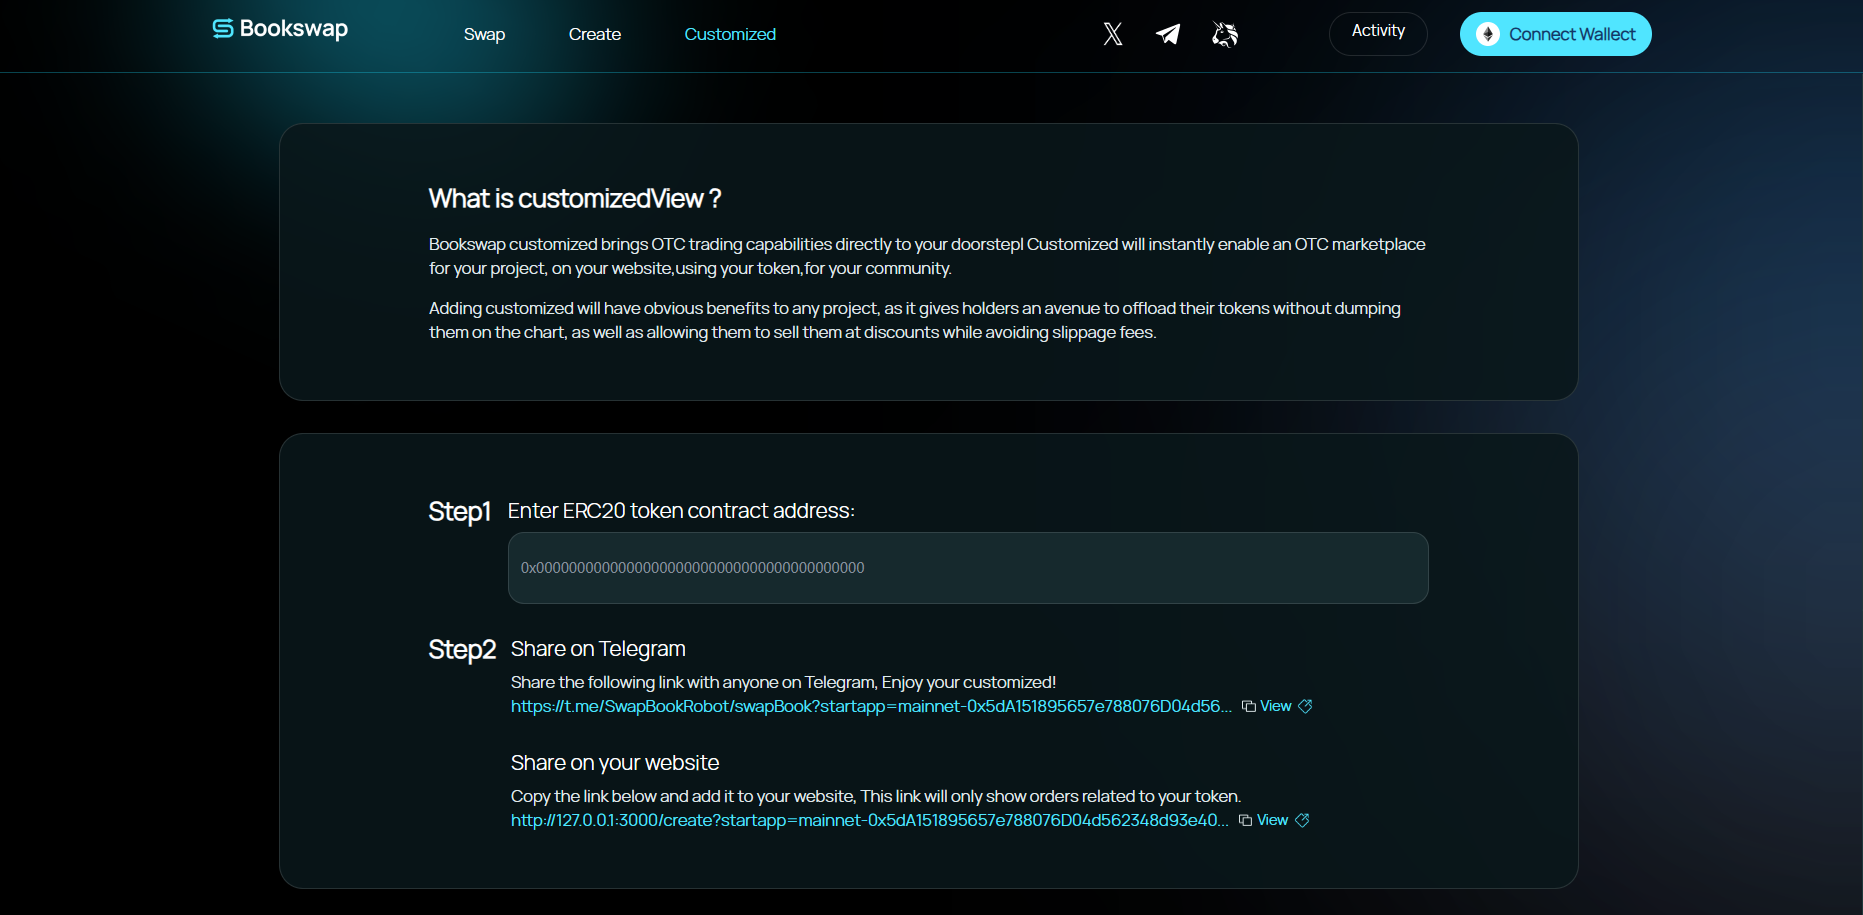 Bookswap
Swap
Create
Customized
Activity
Connect Wallect
What is customizedView ?
Bookswap customized brings OTC trading capabilities directly to your doorstepl Customized will instantly enable an OTC marketplace
for your project, on your website,using your token,for your community.
Adding customized will have obvious benefits to any project, as it gives holders an avenue to offload their tokens without dumping
them on the chart, as well as allowing them to sell them at discounts while avoiding slippage fees.
Step1 Enter ERC20 token contract address:
0x0000000000000000000000000000000000000000
Step2 Share on Telegram
Share the following link with anyone on Telegram, Enjoy your customized!
https://t.me/SwapBookRobot/swapBook?startapp=mainnet-0x5dA151895657e788076D04d56... View
Share on your website
Copy the link below and add it to your website, This link will only show orders related to your token.
http://127.0.0.1:3000/create?startapp=mainnet-0x5dA151895657e788076D04d562348d93e40... View